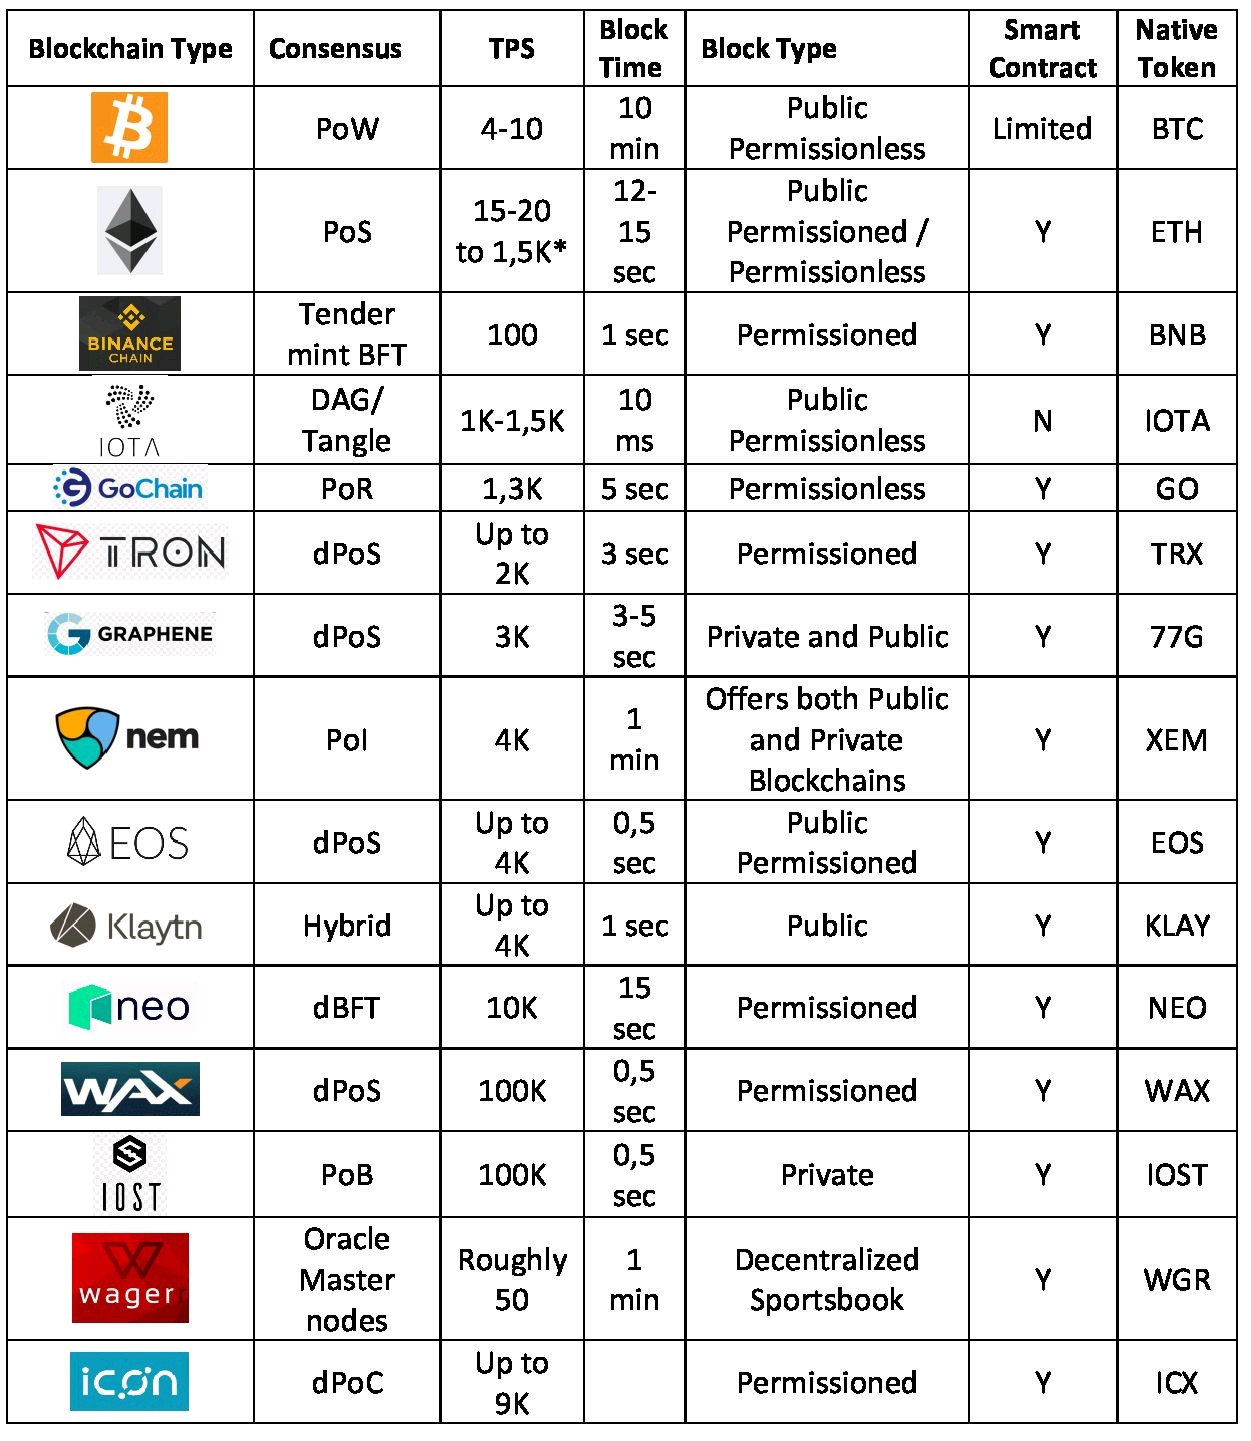 Blockchain Type Consensus TPS Block Time Block Type Smart Contract Native Token
PoW 4-10 10 min Public Permissionless Limited BTC
PoS 15-20 to 1,5K* 12-15 sec Public Permissioned / Permissionless Y ETH
BINANCE CHAIN Tender mint BFT 100 1 sec Permissioned Y BNB
IOTA DAG/ Tangle 1K-1,5K 10 ms Public Permissionless N IOTA
GoChain PoR 1,3K 5 sec Permissionless Y GO
TRON dPoS Up to 2K 3 sec Permissioned Y TRX
GRAPHENE dPoS 3K 3-5 sec Private and Public Y 77G
nem PoI 4K 1 min Offers both Public and Private Blockchains Y XEM
EOS dPoS Up to 4K 0,5 sec Public Permissioned Y EOS
Klaytn Hybrid Up to 4K 1 sec Public Y KLAY
neo dBFT 10K 15 sec Permissioned Y NEO
WAX dPoS 100K 0,5 sec Permissioned Y WAX
IOST PoB 100K 0,5 sec Private Y IOST
wager Oracle Master nodes Roughly 50 1 min Decentralized Sportsbook Y WGR
icon dPoC Up to 9K Permissioned Y ICX